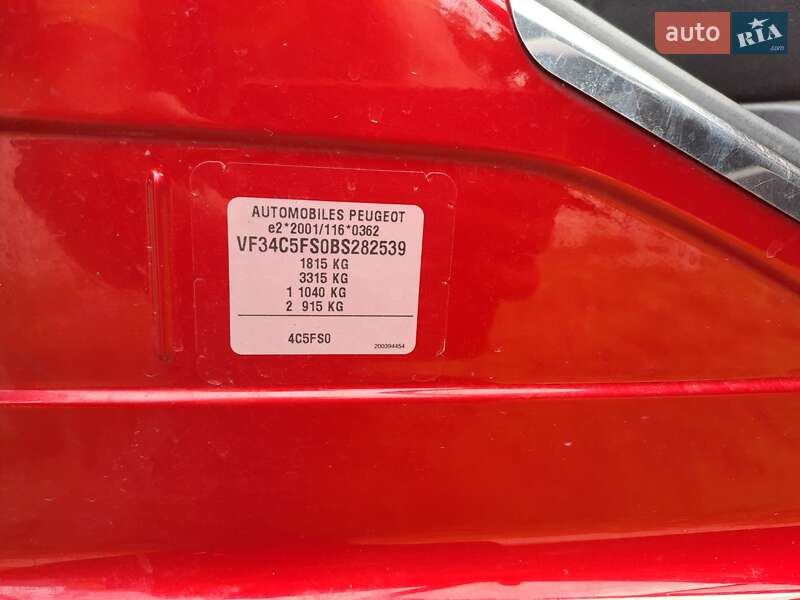 auto RIA
.com
AUTOMOBILES PEUGEOT
e2*2001/116*0362
VF34C5FS0BS282539
1815 KG
3315 KG
1 1040 KG
2 915 KG
4C5FS0
200394454